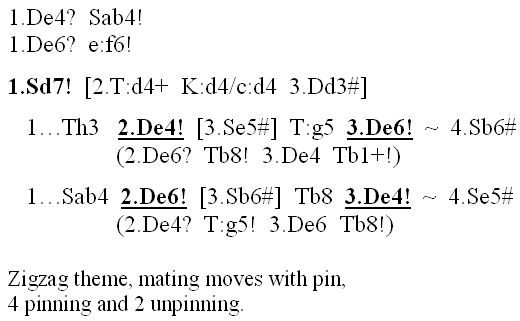 1.De4? Sab4!
1.De6? e:f6!
1.Sd7! [2.T:d4+ K:d4/c:d4 3.Dd3#]
1...Th3 2.De4! [3.Se5#] T:g5 3.De6! ~ 4.Sb6#
(2.De6? Tb8! 3.De4 Tb1+!)
1...Sab4 2.De6! [3.Sb6#] Tb8 3.De4! ~ 4.Se5#
(2.De4? T:g5! 3.De6 Tb8!)
Zigzag theme, mating moves with pin,
4 pinning and 2 unpinning.